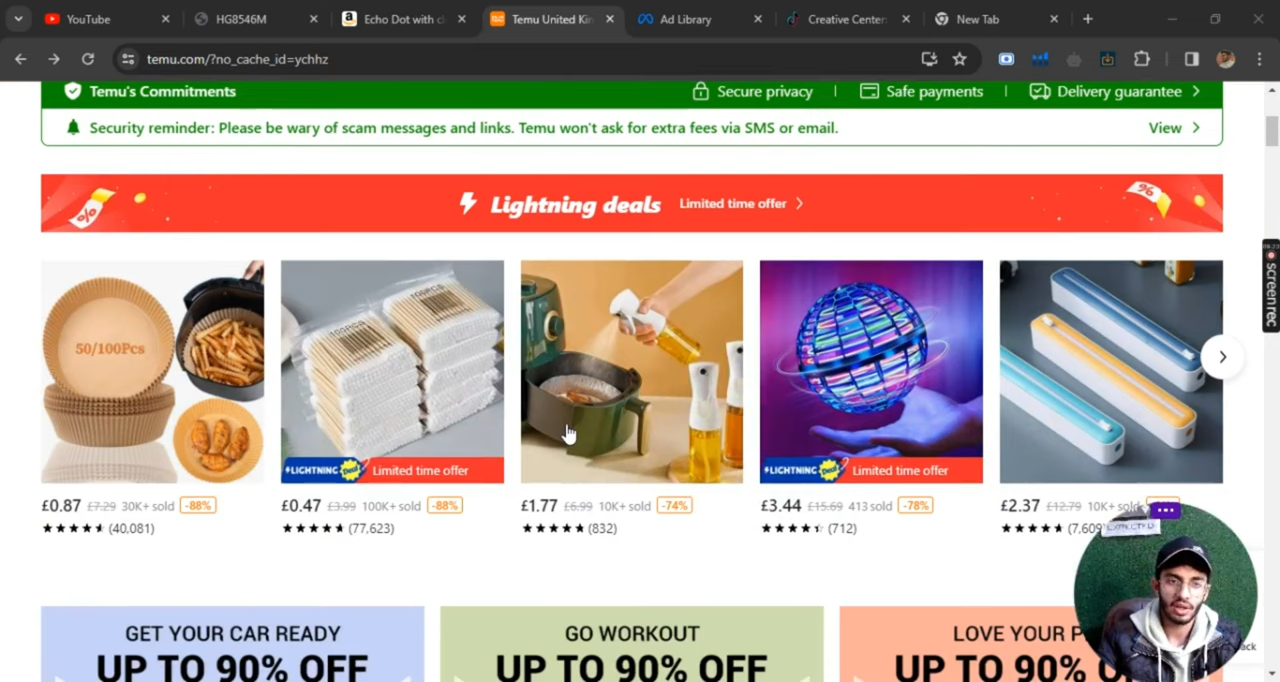 YouTube
HG8546M
Echo Dot with cl
Temu United Kin
Ad Library
Creative Center
New Tab
temu.com/?no_cache_id=ychhz
Temu's Commitments
Secure privacy
Safe payments
Delivery guarantee
Security reminder: Please be wary of scam messages and links. Temu won't ask for extra fees via SMS or email.
View
Lightning deals
Limited time offer
50/100Pcs
LIGHTNING Deal Limited time offer
LIGHTNING Deal Limited time offer
£0.87 £7.29 30K+ sold -88%
(40,081)
£0.47 £3.99 100K+ sold -88%
(77,623)
£1.77 £6.99 10K+ sold -74%
(832)
£3.44 £15.69 413 sold -78%
(712)
£2.37 £12.79 10K+ sold
(7,609
GET YOUR CAR READY
UP TO 90% OFF
GO WORKOUT
UP TO 90% OFF
LOVE YOUR P
UP TO 90% O
screenrec